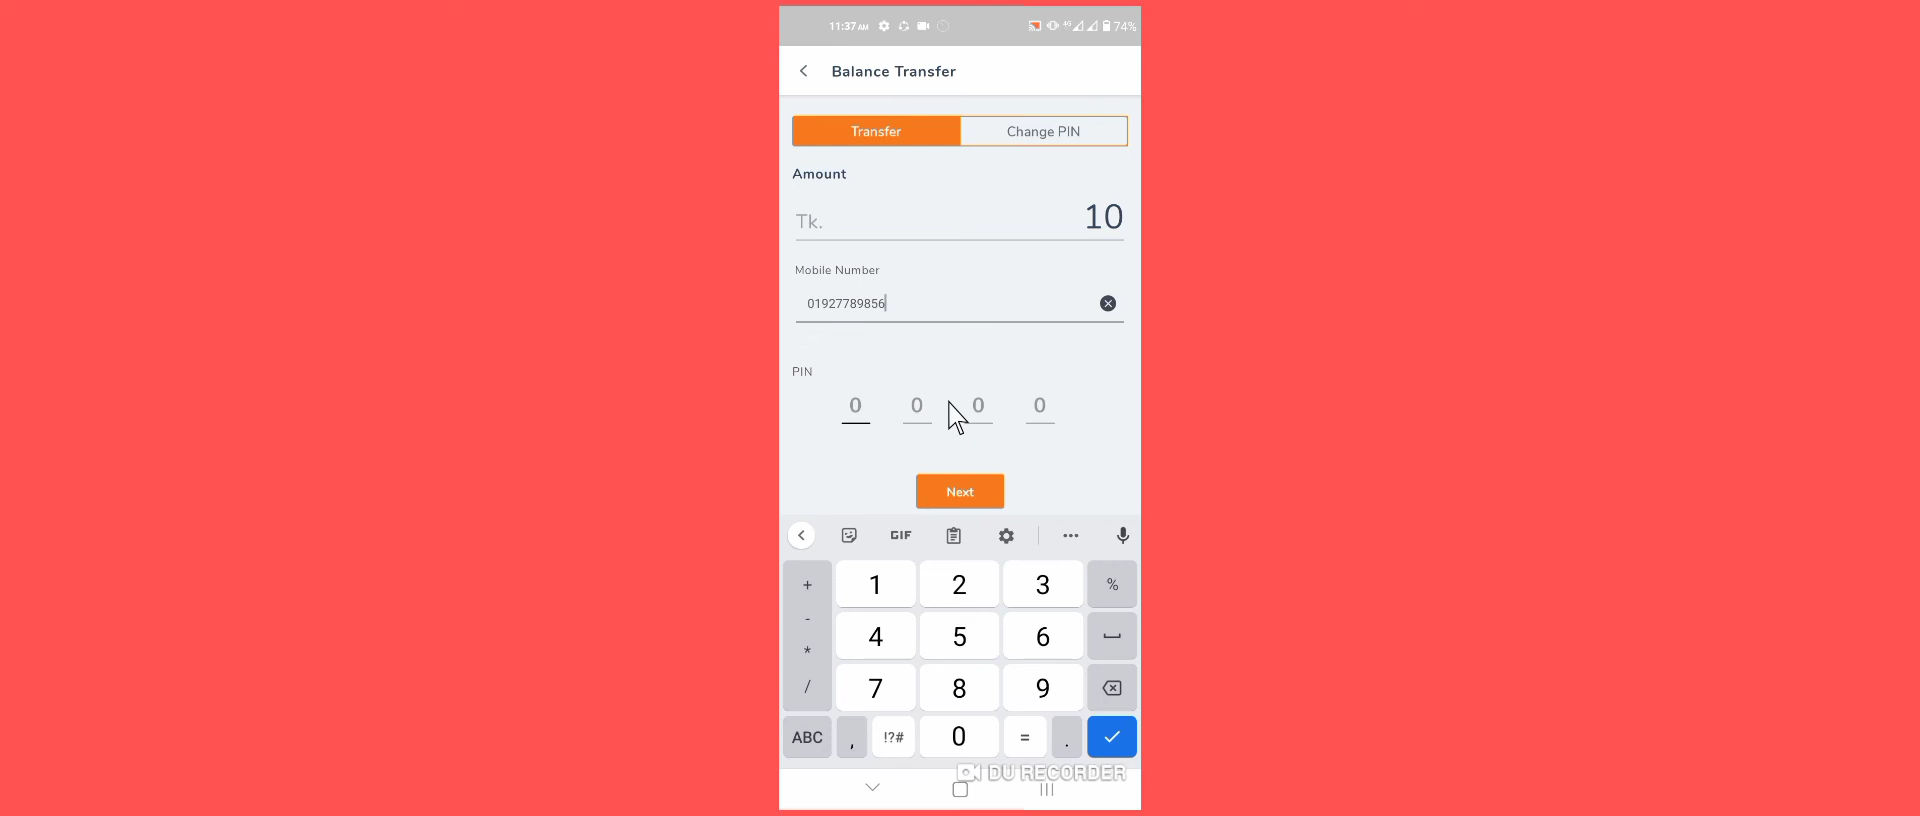 11:37 AM 4G 74%
Balance Transfer
Transfer Change PIN
Amount
Tk. 10
Mobile Number
01927789856
PIN
0 0 0 0
Next
GIF
+ 1 2 3 %
- 4 5 6
*
/ 7 8 9
ABC , !?# 0 = .
DU RECORDER